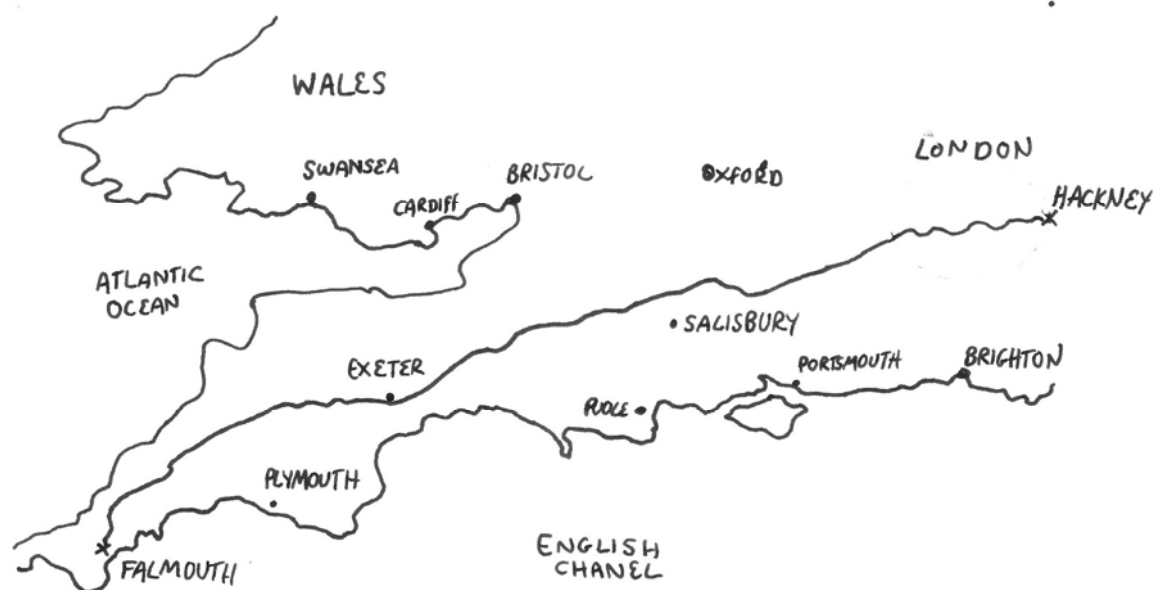 WALES
LONDON
SWANSEA
BRISTOL
OXFORD
HACKNEY
CARDIFF
ATLANTIC
OCEAN
SALISBURY
EXETER
PORTSMOUTH
BRIGHTON
POOLE
PLYMOUTH
ENGLISH
CHANEL
FALMOUTH